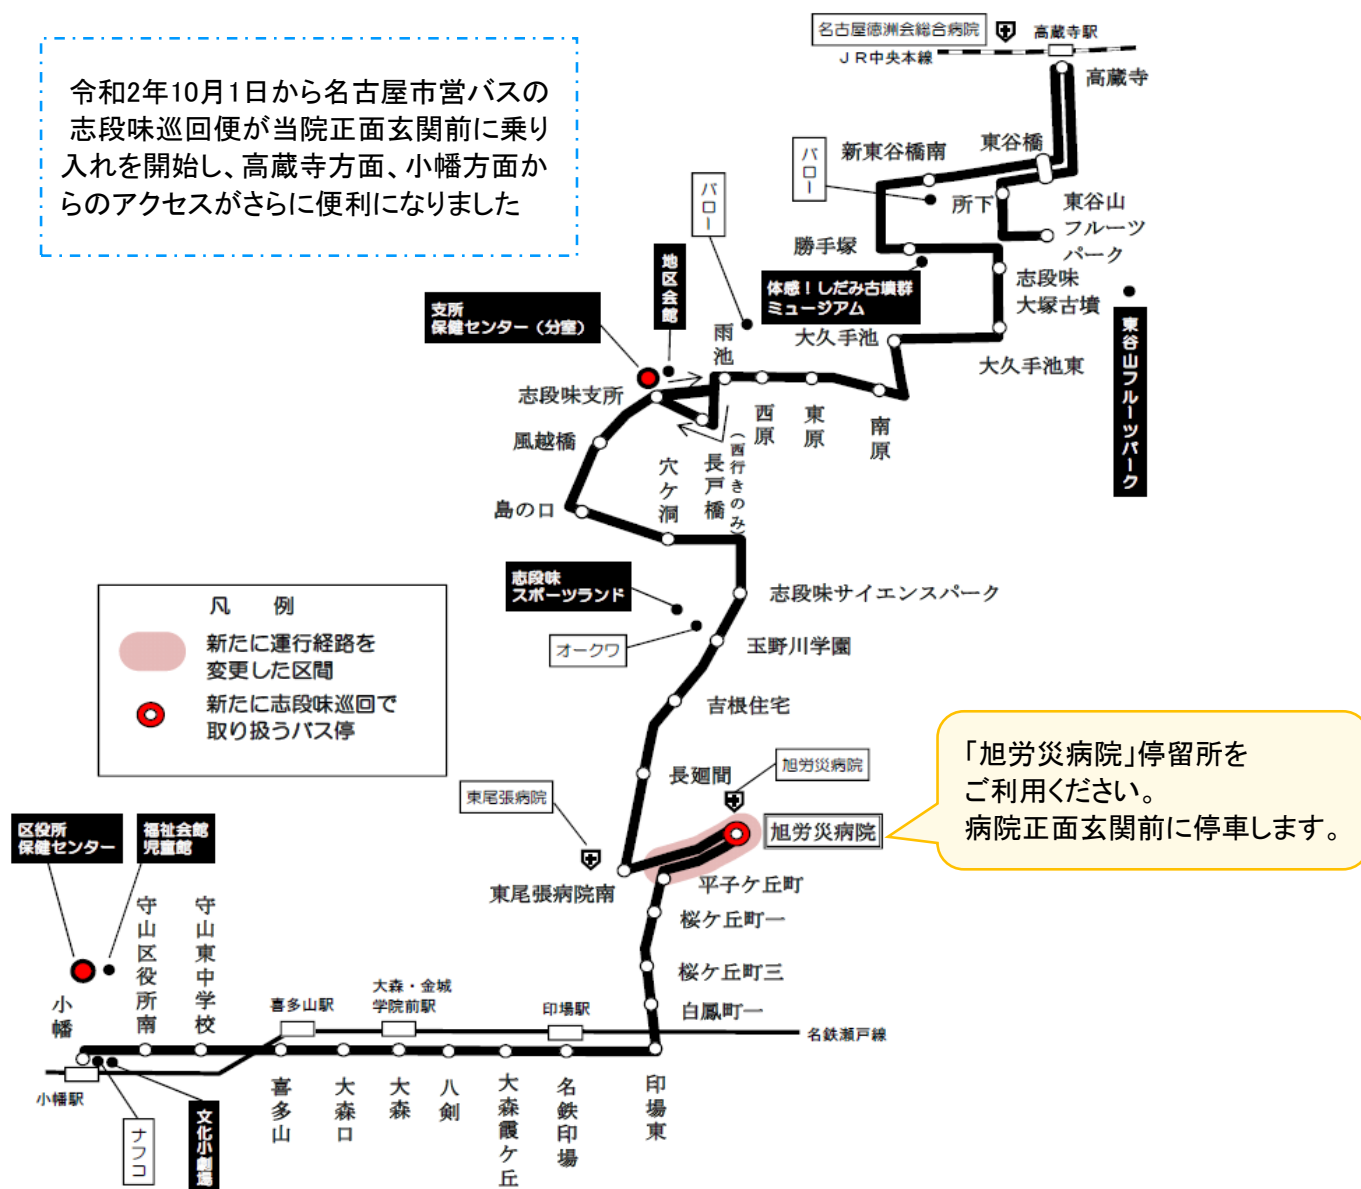 令和2年10月1日から名古屋市営バスの
志段味巡回便が当院正面玄関前に乗り
入れを開始し、高蔵寺方面、小幡方面か
らのアクセスがさらに便利になりました
名古屋徳洲会総合病院
高蔵寺駅
JR中央本線
高蔵寺
東谷橋
新東谷橋南
バロー
所下
東谷山
フルーツ
パーク
バロー
勝手塚
地区会館
体感!しだみ古墳群
ミュージアム
志段味
大塚古墳
東谷山フルーツパーク
支所
保健センター(分室)
雨池
大久手池
大久手池東
志段味支所
西原
東原
南原
風越橋
穴ケ洞
長戸橋
(西行きのみ)
島の口
志段味
スポーツランド
志段味サイエンスパーク
オークワ
玉野川学園
吉根住宅
凡 例
新たに運行経路を
変更した区間
新たに志段味巡回で
取り扱うバス停
長廻間
旭労災病院
東尾張病院
旭労災病院
「旭労災病院」停留所を
ご利用ください。
病院正面玄関前に停車します。
東尾張病院南
平子ケ丘町
桜ケ丘町一
桜ケ丘町三
白鳳町一
区役所
保健センター
福祉会館
児童館
小幡
守山区役所南
守山東中学校
喜多山駅
大森・金城
学院前駅
印場駅
名鉄瀬戸線
小幡駅
ナフコ
文化小劇場
喜多山
大森口
大森
八剣
大森霞ケ丘
名鉄印場
印場東